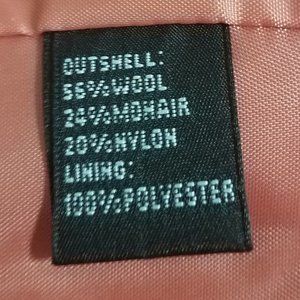 OUTSHELL:
56%WOOL
24%MOHAIR
20%NYLON
LINING:
100%POLYESTER